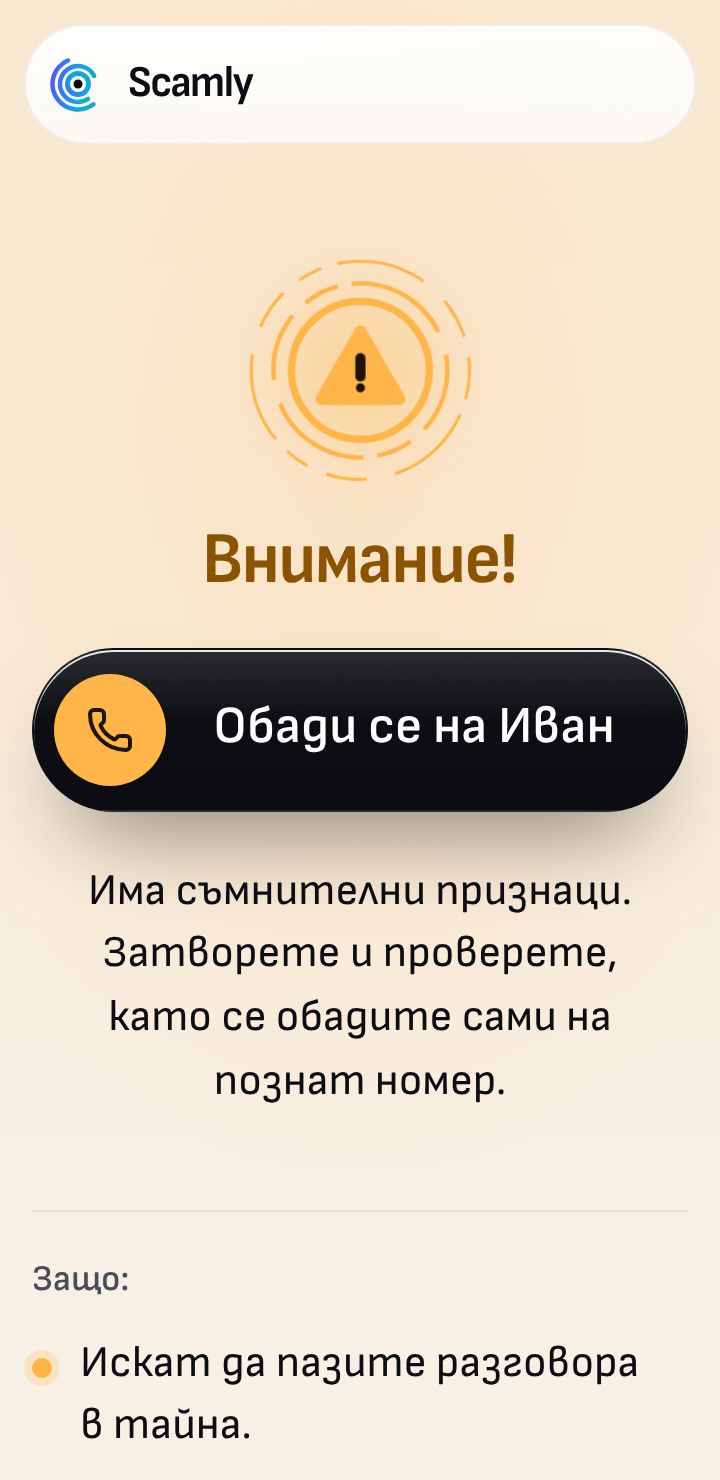 Scamly
Внимание!
Обади се на Иван
Има съмнителни признаци.
Затворете и проверете,
като се обадите сами на
познат номер.
Защо:
Искат да пазите разговора
в тайна.